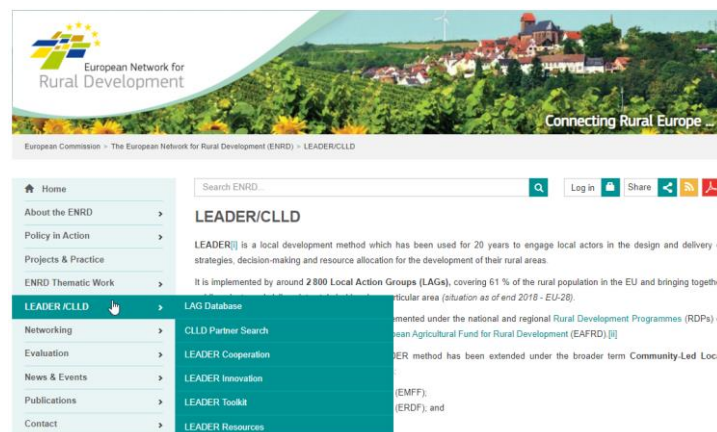 European Network for
Rural Development
Connecting Rural Europe ...
European Commission > The European Network for Rural Development (ENRD) > LEADER/CLLD
Home
About the ENRD
Policy in Action
Projects & Practice
ENRD Thematic Work
LEADER /CLLD
Networking
Evaluation
News & Events
Publications
Contact
LAG Database
CLLD Partner Search
LEADER Cooperation
LEADER Innovation
LEADER Toolkit
LEADER Resources
Search ENRD...
Log in
Share
LEADER/CLLD
LEADER[i] is a local development method which has been used for 20 years to engage local actors in the design and delivery
strategies, decision-making and resource allocation for the development of their rural areas.
It is implemented by around 2 800 Local Action Groups (LAGs), covering 61 % of the rural population in the EU and bringing
particular area (situation as of end 2018 - EU-28).
under the national and regional Rural Development Programmes (RDPs)
Agricultural Fund for Rural Development (EAFRD).[ii]
method has been extended under the broader term Community-Led
(EMFF);
(ERDF); and